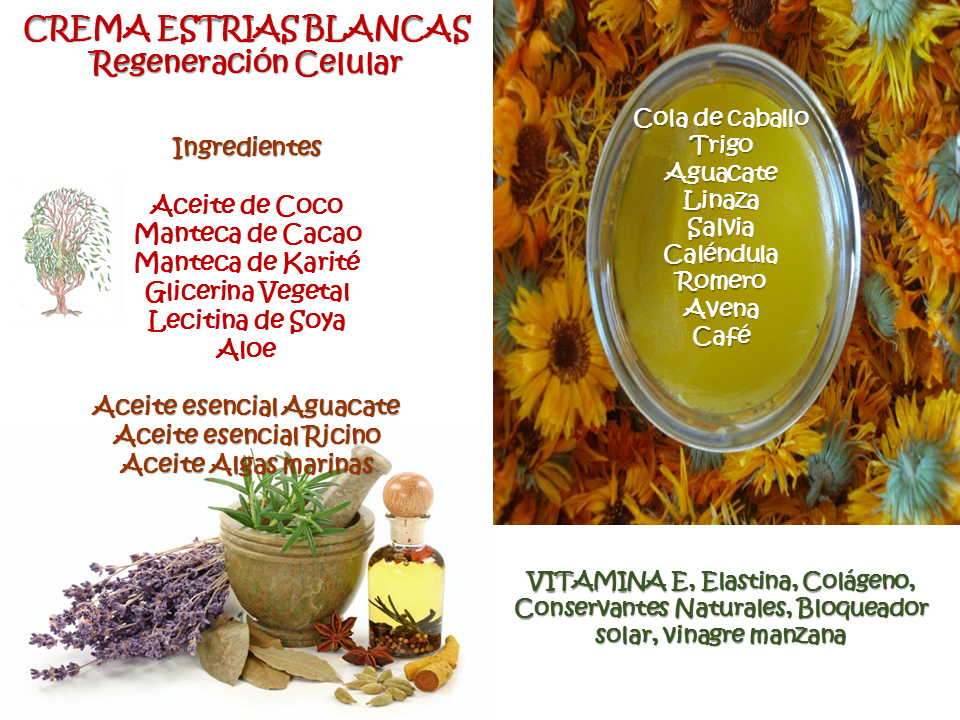 CREMA ESTRIAS BLANCAS
Regeneración Celular
Ingredientes
Aceite de Coco
Manteca de Cacao
Manteca de Karité
Glicerina Vegetal
Lecitina de Soya
Aloe
Aceite esencial Aguacate
Aceite esencial Ricino
Aceite Algas marinas
Cola de caballo
Trigo
Aguacate
Linaza
Salvia
Caléndula
Romero
Avena
Café
VITAMINA E, Elastina, Colágeno,
Conservantes Naturales, Bloqueador
solar, vinagre manzana